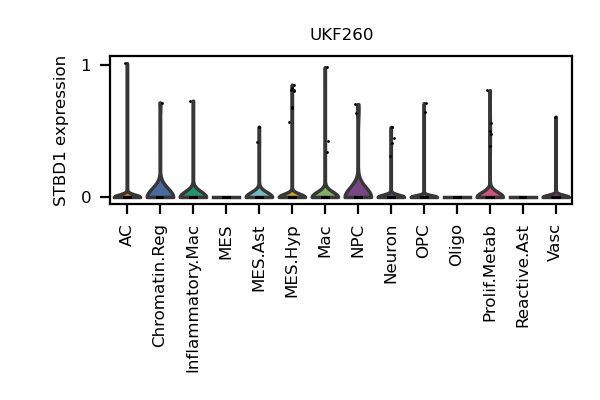 UKF260
STBD1 expression
1
0
AC
Chromatin.Reg
Inflammatory.Mac
MES
MES.Ast
MES.Hyp
Mac
NPC
Neuron
OPC
Oligo
Prolif.Metab
Reactive.Ast
Vasc